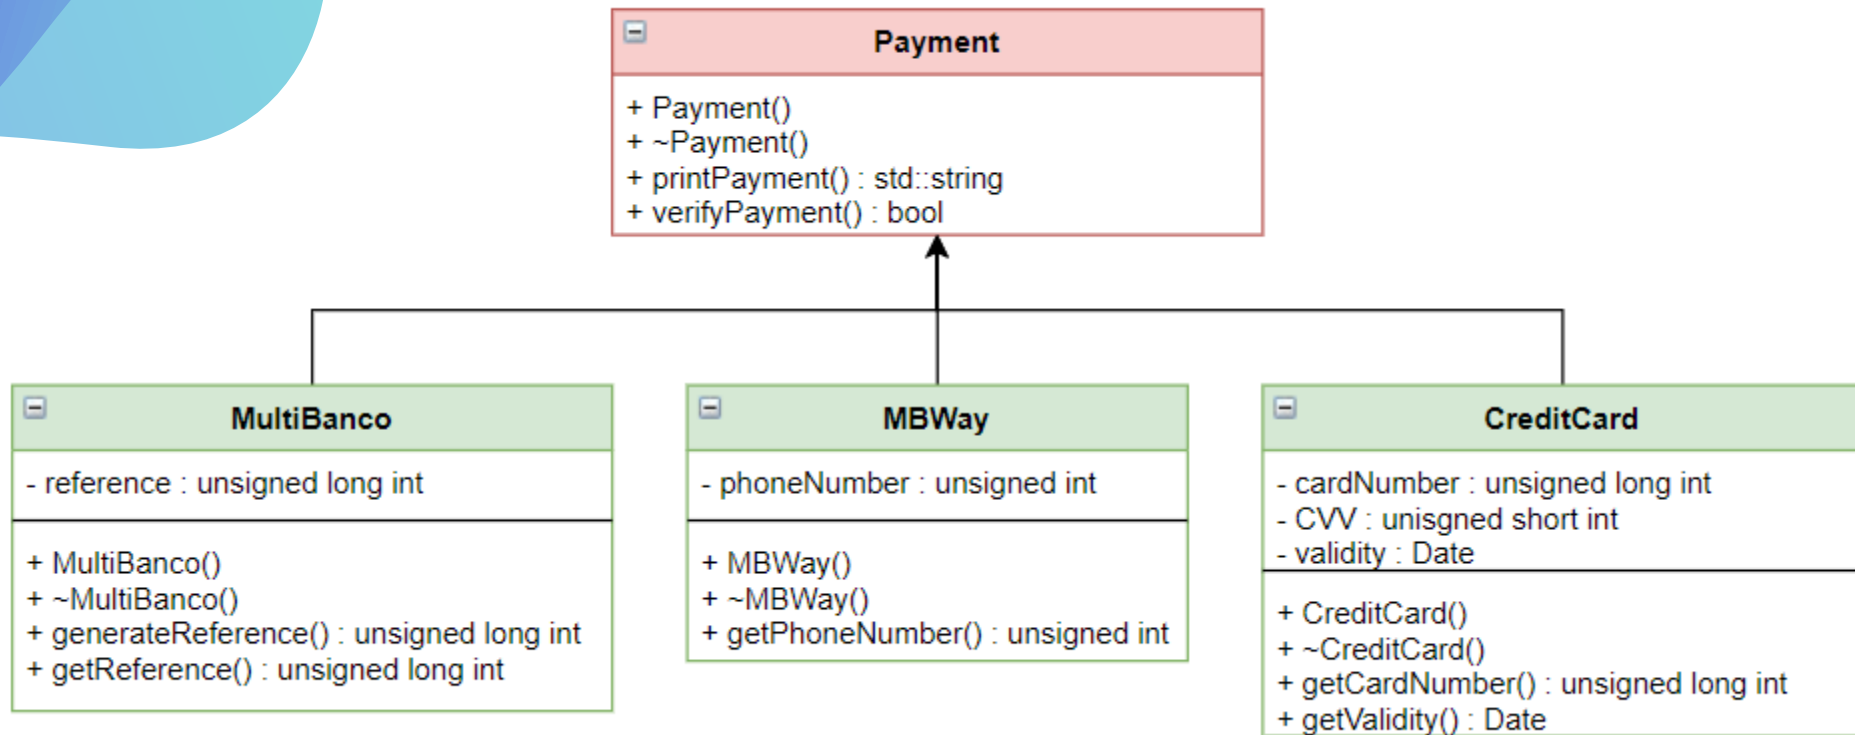 Payment
+ Payment()
+ ~Payment()
+ printPayment() : std::string
+ verifyPayment() : bool
MultiBanco
- reference : unsigned long int
+ MultiBanco()
+ ~MultiBanco()
+ generateReference() : unsigned long int
+ getReference() : unsigned long int
MBWay
- phoneNumber : unsigned int
+ MBWay()
+ ~MBWay()
+ getPhoneNumber() : unsigned int
CreditCard
- cardNumber : unsigned long int
- CVV : unisgned short int
- validity : Date
+ CreditCard()
+ ~CreditCard()
+ getCardNumber() : unsigned long int
+ getValidity() : Date